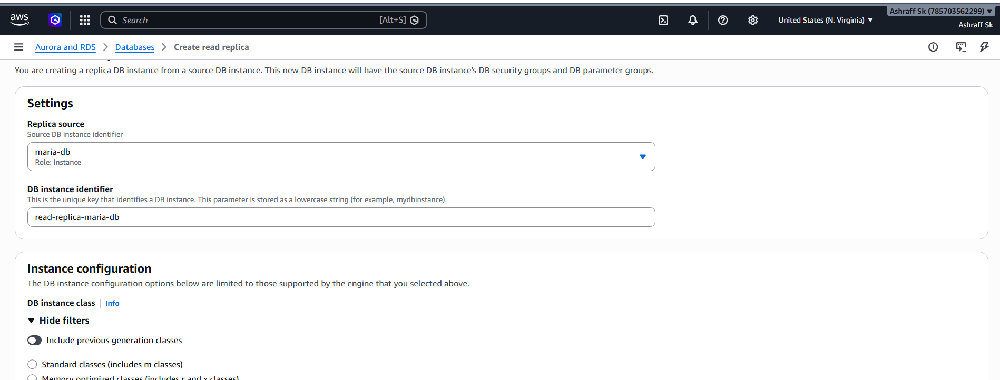 aws
Search [Alt+S]
United States (N. Virginia)
Ashraff Sk (785703562299)
Ashraff Sk
Aurora and RDS
Databases
Create read replica
You are creating a replica DB instance from a source DB instance. This new DB instance will have the source DB instance's DB security groups and DB parameter groups.
Settings
Replica source
Source DB instance identifier
maria-db
Role: Instance
DB instance identifier
This is the unique key that identifies a DB instance. This parameter is stored as a lowercase string (for example, mydbinstance).
read-replica-maria-db
Instance configuration
The DB instance configuration options below are limited to those supported by the engine that you selected above.
DB instance class
Info
Hide filters
Include previous generation classes
Standard classes (includes m classes)
Memory optimized classes (includes r and x classes)